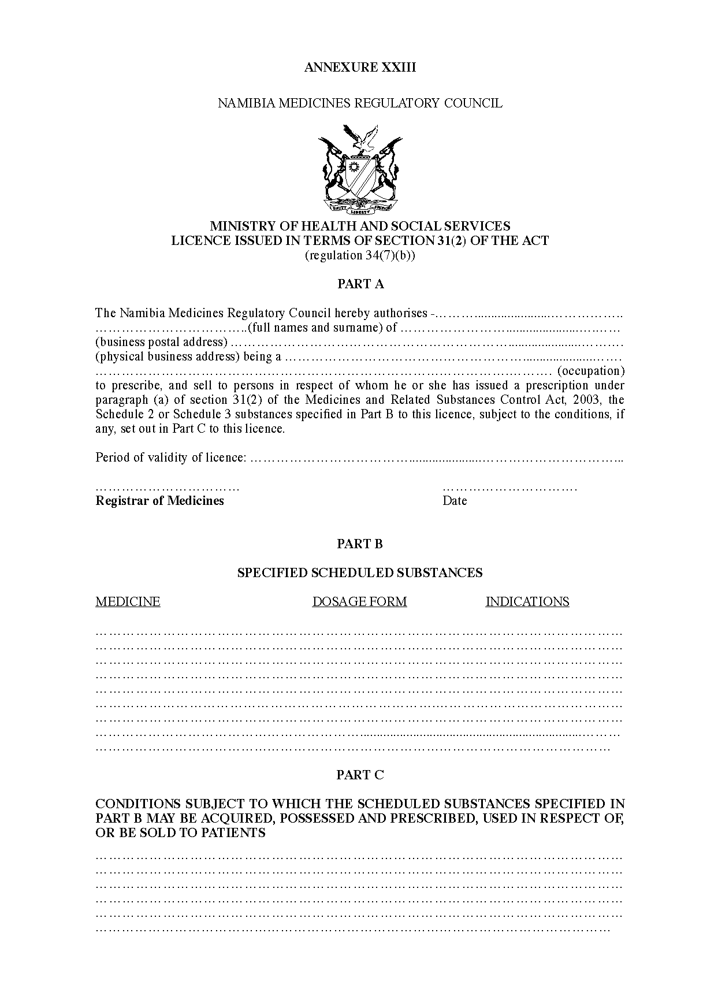 ANNEXURE XXIII
NAMIBIA MEDICINES REGULATORY COUNCIL
UNITY LIBERTY JUSTICE
MINISTRY OF HEALTH AND SOCIAL SERVICES
LICENCE ISSUED IN TERMS OF SECTION 31(2) OF THE ACT
(regulation 34(7)(b))
PART A
The Namibia Medicines Regulatory Council hereby authorises -………......................……………..
……………………………..(full names and surname) of ……………………......................……….
(business postal address) ………………………………………………………......................……….
(physical business address) being a ………………………………………………......................…….
……………………………………………………………………………………………. (occupation)
to prescribe, and sell to persons in respect of whom he or she has issued a prescription under
paragraph (a) of section 31(2) of the Medicines and Related Substances Control Act, 2003, the
Schedule 2 or Schedule 3 substances specified in Part B to this licence, subject to the conditions, if
any, set out in Part C to this licence.
Period of validity of licence: ………………………………......................…………………………...
…………………………… ………………………….
Registrar of Medicines Date
PART B
SPECIFIED SCHEDULED SUBSTANCES
MEDICINE DOSAGE FORM INDICATIONS
……………………………………………………………………………………………………………
……………………………………………………………………………………………………………
……………………………………………………………………………………………………………
……………………………………………………………………………………………………………
……………………………………………………………………………………………………………
……………………………………………………………………………………………………………
……………………………………………………………………………………………………………
……………………………………………………...................................................................………
…………………………………………………………………………………………………………
PART C
CONDITIONS SUBJECT TO WHICH THE SCHEDULED SUBSTANCES SPECIFIED IN
PART B MAY BE ACQUIRED, POSSESSED AND PRESCRIBED, USED IN RESPECT OF,
OR BE SOLD TO PATIENTS
……………………………………………………………………………………………………………
……………………………………………………………………………………………………………
……………………………………………………………………………………………………………
……………………………………………………………………………………………………………
……………………………………………………………………………………………………………
…………………………………………………………………………………………………………